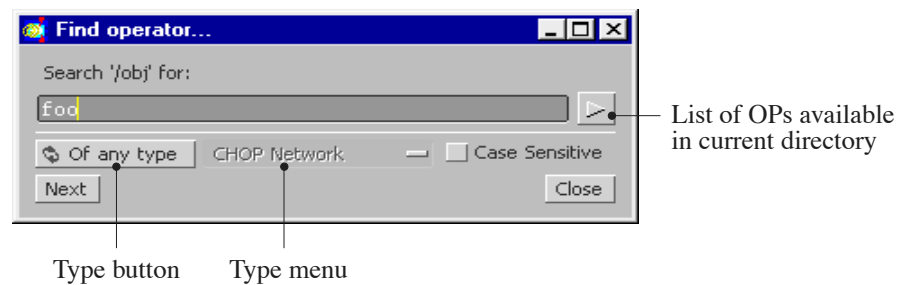 Find operator...
Search '/obj' for:
foo
List of OPs available
in current directory
Of any type
CHOP Network
Case Sensitive
Next
Close
Type button
Type menu